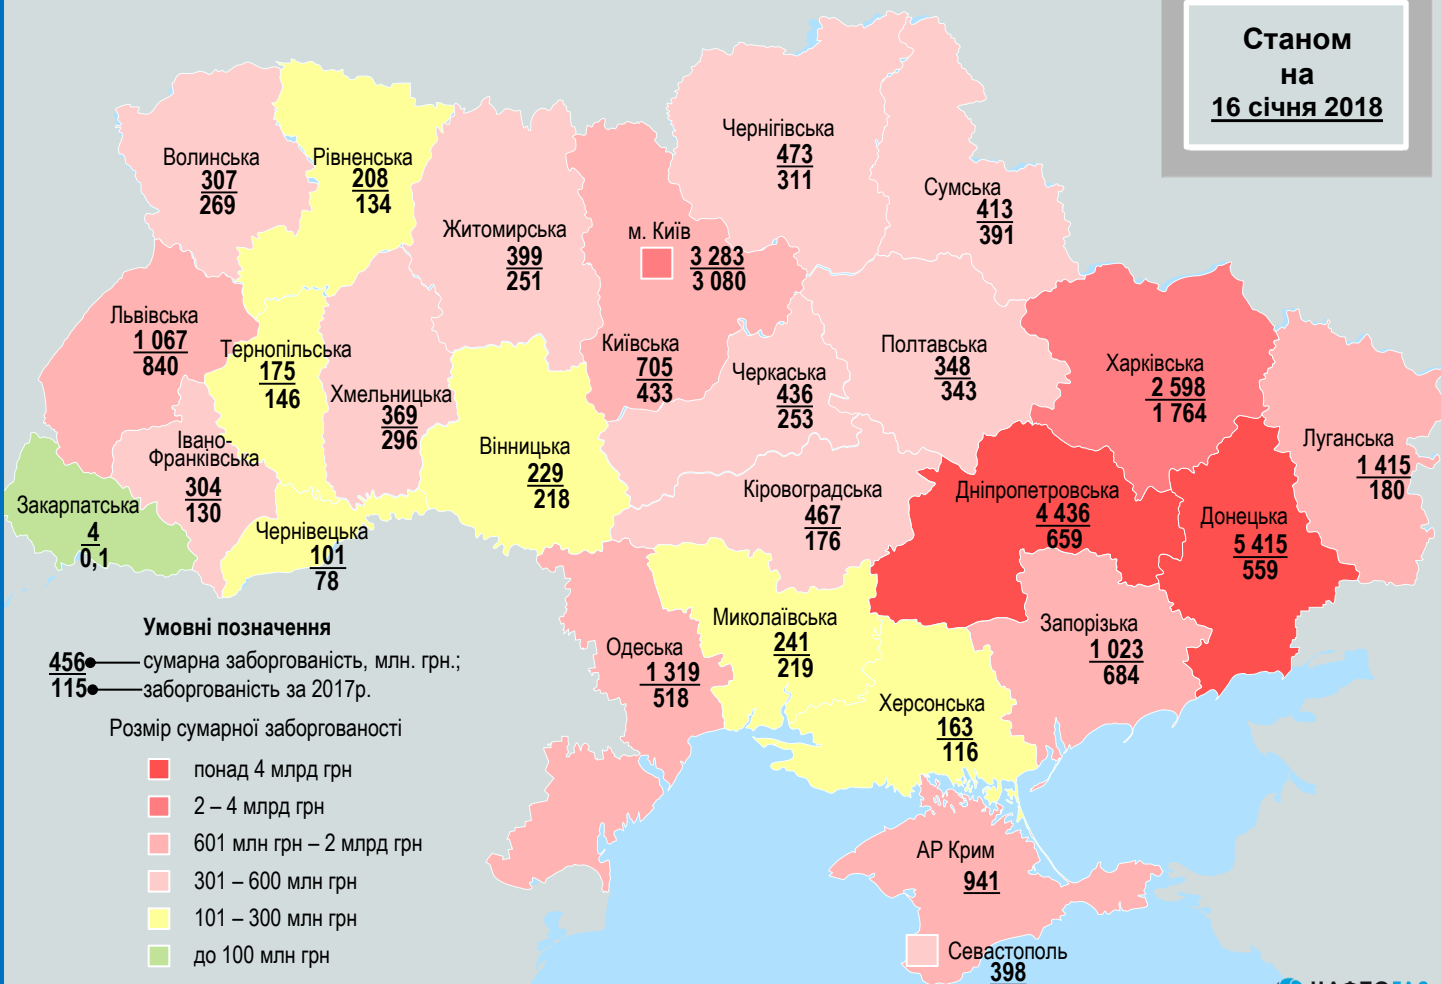 Станом
на
16 січня 2018
Волинська
307
269
Рівненська
208
134
Житомирська
399
251
м. Київ
3 283
3 080
Чернігівська
473
311
Сумська
413
391
Львівська
1 067
840
Тернопільська
175
146
Хмельницька
369
296
Київська
705
433
Черкаська
436
253
Полтавська
348
343
Харківська
2 598
1 764
Луганська
1 415
180
Івано-
Франківська
304
130
Вінницька
229
218
Кіровоградська
467
176
Дніпропетровська
4 436
659
Донецька
5 415
559
Закарпатська
4
0,1
Чернівецька
101
78
Одеська
1 319
518
Миколаївська
241
219
Запорізька
1 023
684
Херсонська
163
116
АР Крим
941
Севастополь
398
Умовні позначення
456 сумарна заборгованість, млн. грн.;
115 заборгованість за 2017р.
Розмір сумарної заборгованості
понад 4 млрд грн
2 – 4 млрд грн
601 млн грн – 2 млрд грн
301 – 600 млн грн
101 – 300 млн грн
до 100 млн грн